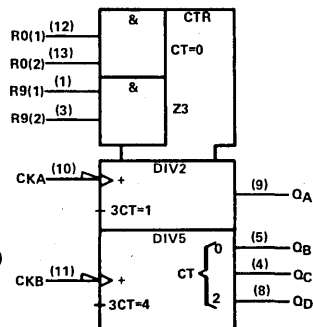 & CTR
R0(1) (12)
CT=0
R0(2) (13)
R9(1) (1)
&
R9(2) (3) Z3
DIV2
CKA (10) +
(9) QA
3CT=1
DIV5
0 (5) QB
)
CKB (11) +
CT (4) QC
3CT=4
2 (8) QD